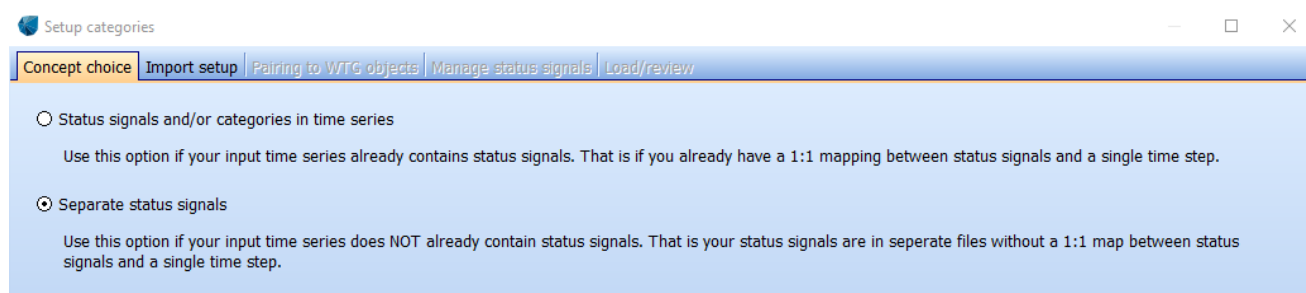 Setup categories
Concept choice Import setup Pairing to WTG objects Manage status signals Load/review
Status signals and/or categories in time series
Use this option if your input time series already contains status signals. That is if you already have a 1:1 mapping between status signals and a single time step.
Separate status signals
Use this option if your input time series does NOT already contain status signals. That is your status signals are in seperate files without a 1:1 map between status
signals and a single time step.